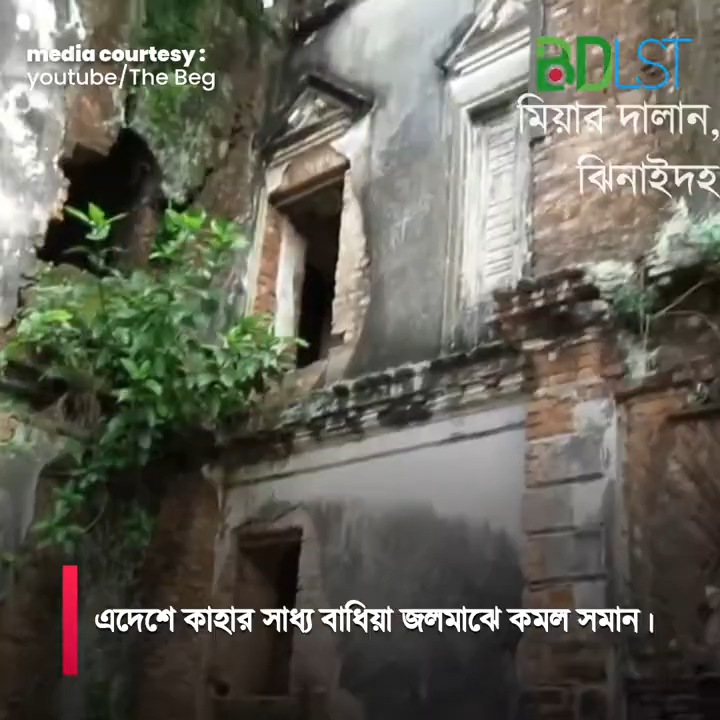 media courtesy :
youtube/The Beg
BDLST
মিয়ার দালান,
ঝিনাইদহ
এদেশে কাহার সাধ্য বাধিয়া জলমাঝে কমল সমান।